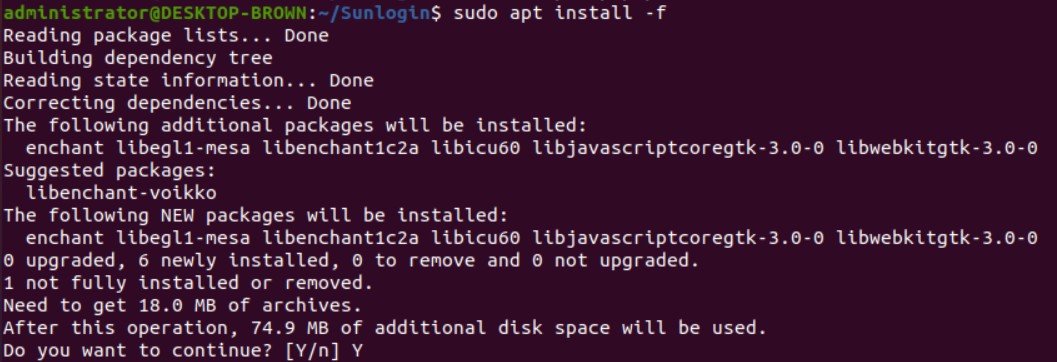 administrator@DESKTOP-BROWN:~/Sunlogin$ sudo apt install -f
Reading package lists... Done
Building dependency tree
Reading state information... Done
Correcting dependencies... Done
The following additional packages will be installed:
  enchant libegl1-mesa libenchant1c2a libicu60 libjavascriptcoregtk-3.0-0 libwebkitgtk-3.0-0
Suggested packages:
  libenchant-voikko
The following NEW packages will be installed:
  enchant libegl1-mesa libenchant1c2a libicu60 libjavascriptcoregtk-3.0-0 libwebkitgtk-3.0-0
0 upgraded, 6 newly installed, 0 to remove and 0 not upgraded.
1 not fully installed or removed.
Need to get 18.0 MB of archives.
After this operation, 74.9 MB of additional disk space will be used.
Do you want to continue? [Y/n] Y